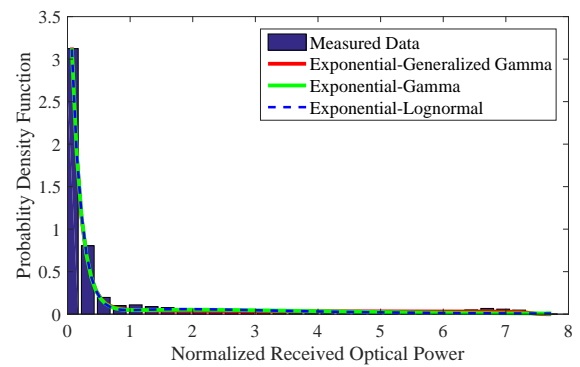 3.5
3
2.5
2
1.5
1
0.5
0
Probablity Density Function
Measured Data
Exponential-Generalized Gamma
Exponential-Gamma
Exponential-Lognormal
0 1 2 3 4 5 6 7 8
Normalized Received Optical Power